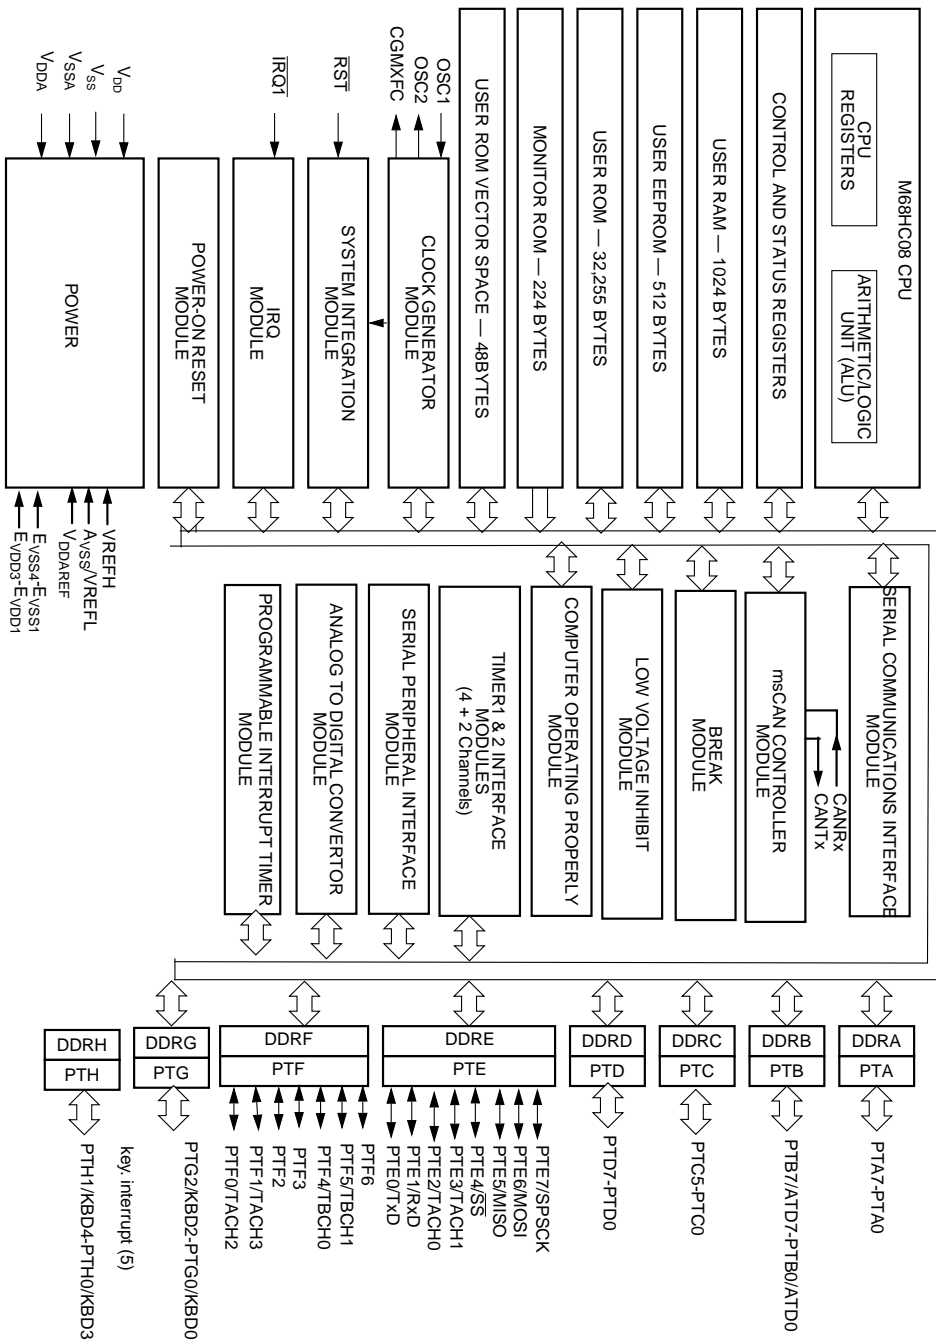 M68HC08 CPU
CPU
REGISTERS
ARITHMETIC/LOGIC
UNIT (ALU)
CONTROL AND STATUS REGISTERS
USER RAM — 1024 BYTES
USER EEPROM — 512 BYTES
USER ROM — 32,255 BYTES
MONITOR ROM — 224 BYTES
USER ROM VECTOR SPACE — 48BYTES
OSC1
OSC2
CGMXFC
CLOCK GENERATOR
MODULE
RST
SYSTEM INTEGRATION
MODULE
IRQ1
IRQ
MODULE
POWER-ON RESET
MODULE
VDD
VSS
VSSA
VDDA
POWER
VREFH
AVSS/VREFL
VDDAREF
EVSS4-EVSS1
EVDD3-EVDD1
SERIAL COMMUNICATIONS INTERFACE
MODULE
CANRx
CANTx
msCAN CONTROLLER
MODULE
BREAK
MODULE
LOW VOLTAGE INHIBIT
MODULE
COMPUTER OPERATING PROPERLY
MODULE
TIMER1 & 2 INTERFACE
MODULES
(4 + 2 Channels)
SERIAL PERIPHERAL INTERFACE
MODULE
ANALOG TO DIGITAL CONVERTOR
MODULE
PROGRAMMABLE INTERRUPT TIMER
MODULE
DDRA
PTA
PTA7-PTA0
DDRB
PTB
PTB7/ATD7-PTB0/ATD0
DDRC
PTC
PTC5-PTC0
DDRD
PTD
PTD7-PTD0
DDRE
PTE
PTE7/SPSCK
PTE6/MOSI
PTE5/MISO
PTE4/SS
PTE3/TACH1
PTE2/TACH0
PTE1/RxD
PTE0/TxD
DDRF
PTF
PTF6
PTF5/TBCH1
PTF4/TBCH0
PTF3
PTF2
PTF1/TACH3
PTF0/TACH2
DDRG
PTG
PTG2/KBD2-PTG0/KBD0
key. interrupt (5)
DDRH
PTH
PTH1/KBD4-PTH0/KBD3